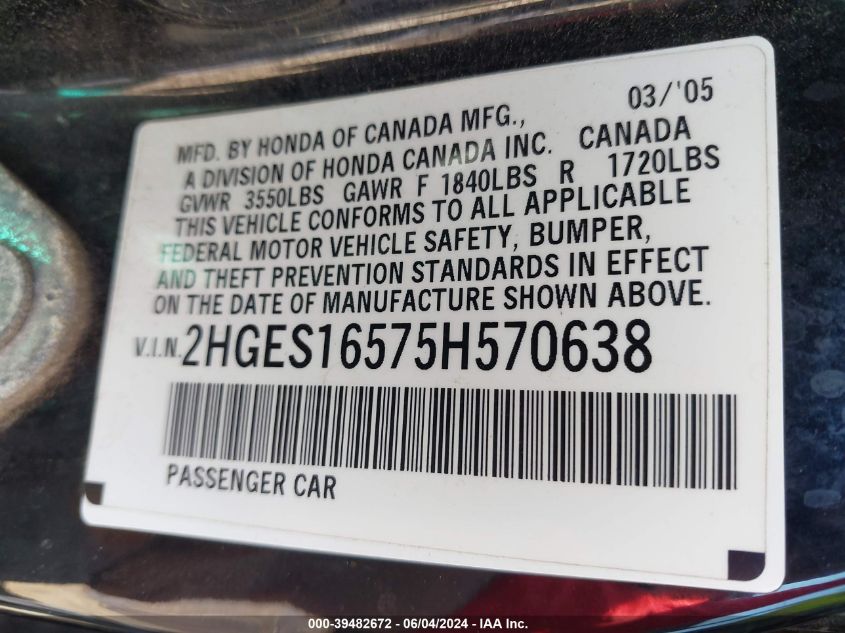 03/'05
MFD. BY HONDA OF CANADA MFG.,
A DIVISION OF HONDA CANADA INC. CANADA
GVWR 3550LBS GAWR F 1840LBS R 1720LBS
THIS VEHICLE CONFORMS TO ALL APPLICABLE
FEDERAL MOTOR VEHICLE SAFETY, BUMPER,
AND THEFT PREVENTION STANDARDS IN EFFECT
ON THE DATE OF MANUFACTURE SHOWN ABOVE.
V.I.N. 2HGES16575H570638
PASSENGER CAR
000-39482672 - 06/04/2024 - IAA Inc.